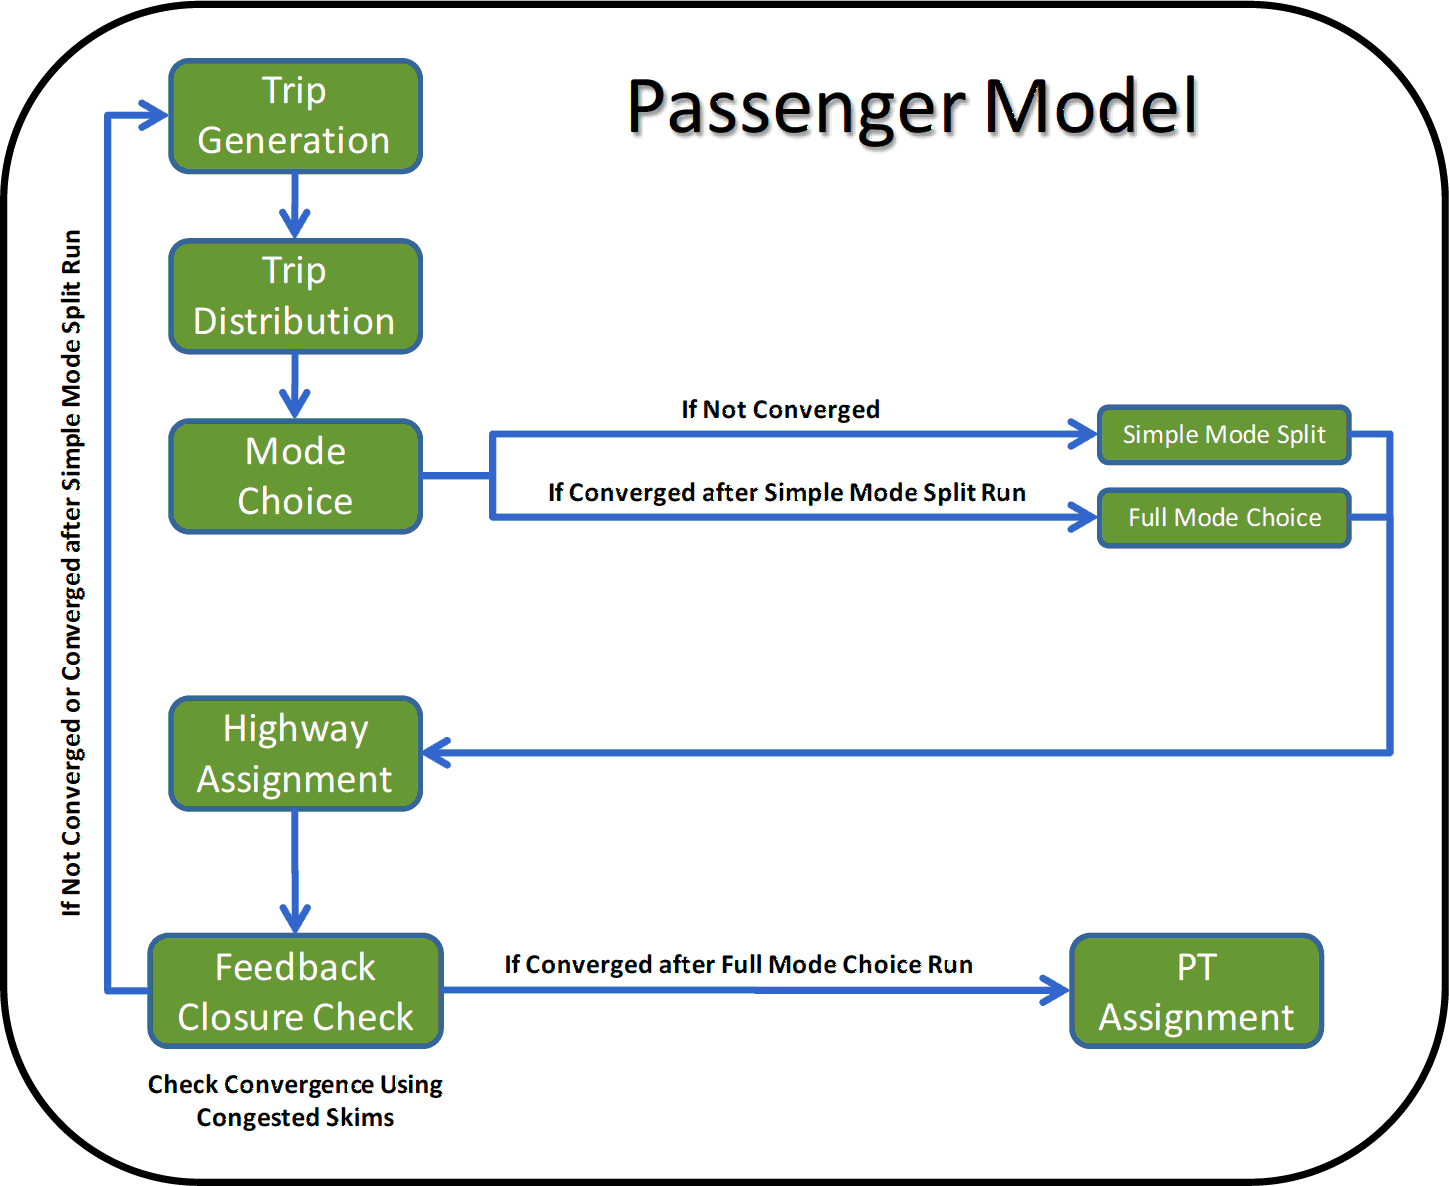 Passenger Model
Trip
Generation
Trip
Distribution
Mode
Choice
If Not Converged
Simple Mode Split
If Converged after Simple Mode Split Run
Full Mode Choice
Highway
Assignment
Feedback
Closure Check
If Converged after Full Mode Choice Run
PT
Assignment
Check Convergence Using
Congested Skims
If Not Converged or Converged after Simple Mode Split Run